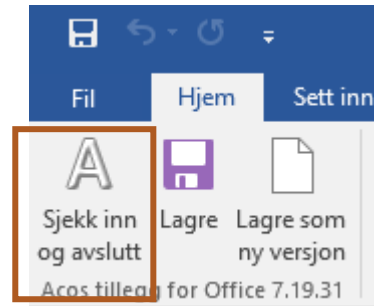 Fil Hjem Sett inn
Sjekk inn Lagre Lagre som
og avslutt ny versjon
Acos tillegg for Office 7.19.31